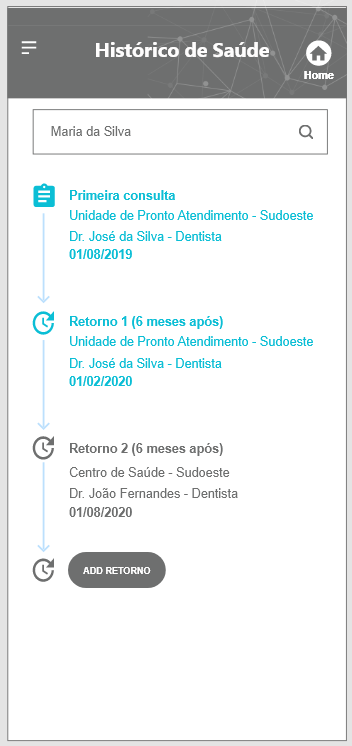 Histórico de Saúde
Home
Maria da Silva
Primeira consulta
Unidade de Pronto Atendimento - Sudoeste
Dr. José da Silva - Dentista
01/08/2019
Retorno 1 (6 meses após)
Unidade de Pronto Atendimento - Sudoeste
Dr. José da Silva - Dentista
01/02/2020
Retorno 2 (6 meses após)
Centro de Saúde - Sudoeste
Dr. João Fernandes - Dentista
01/08/2020
ADD RETORNO